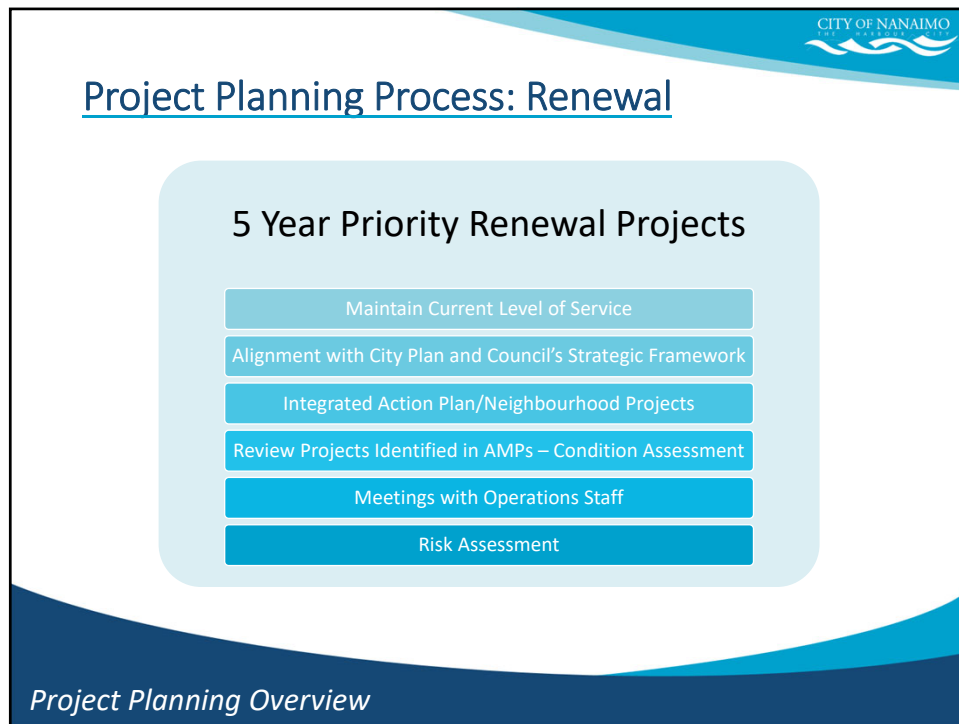 CITY OF NANAIMO
THE HARBOUR CITY
Project Planning Process: Renewal
5 Year Priority Renewal Projects
Maintain Current Level of Service
Alignment with City Plan and Council’s Strategic Framework
Integrated Action Plan/Neighbourhood Projects
Review Projects Identified in AMPs – Condition Assessment
Meetings with Operations Staff
Risk Assessment
Project Planning Overview